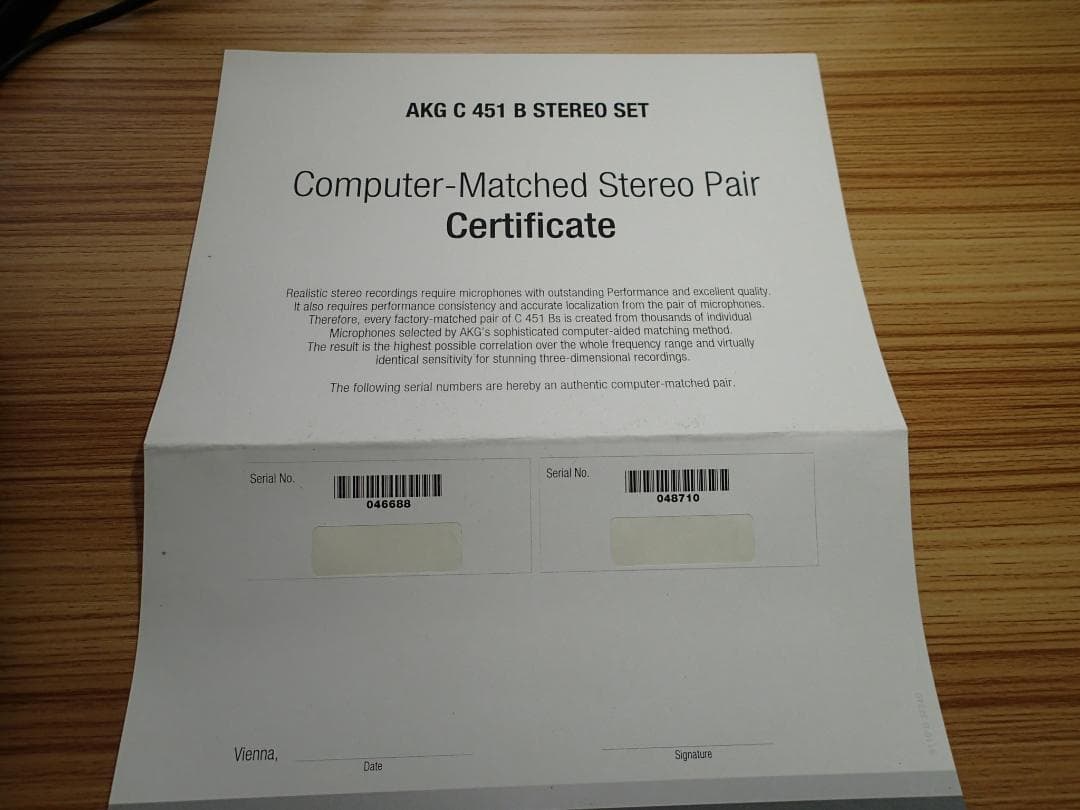 AKG C 451 B STEREO SET
Computer-Matched Stereo Pair
Certificate
Realistic stereo recordings require microphones with outstanding Performance and excellent quality.
It also requires performance consistency and accurate localization from the pair of microphones.
Therefore, every factory-matched pair of C 451 Bs is created from thousands of individual
Microphones selected by AKG's sophisticated computer-aided matching method.
The result is the highest possible correlation over the whole frequency range and virtually
identical sensitivity for stunning three-dimensional recordings.
The following serial numbers are hereby an authentic computer-matched pair.
Serial No.
046688
Serial No.
048710
Vienna,
Date
Signature